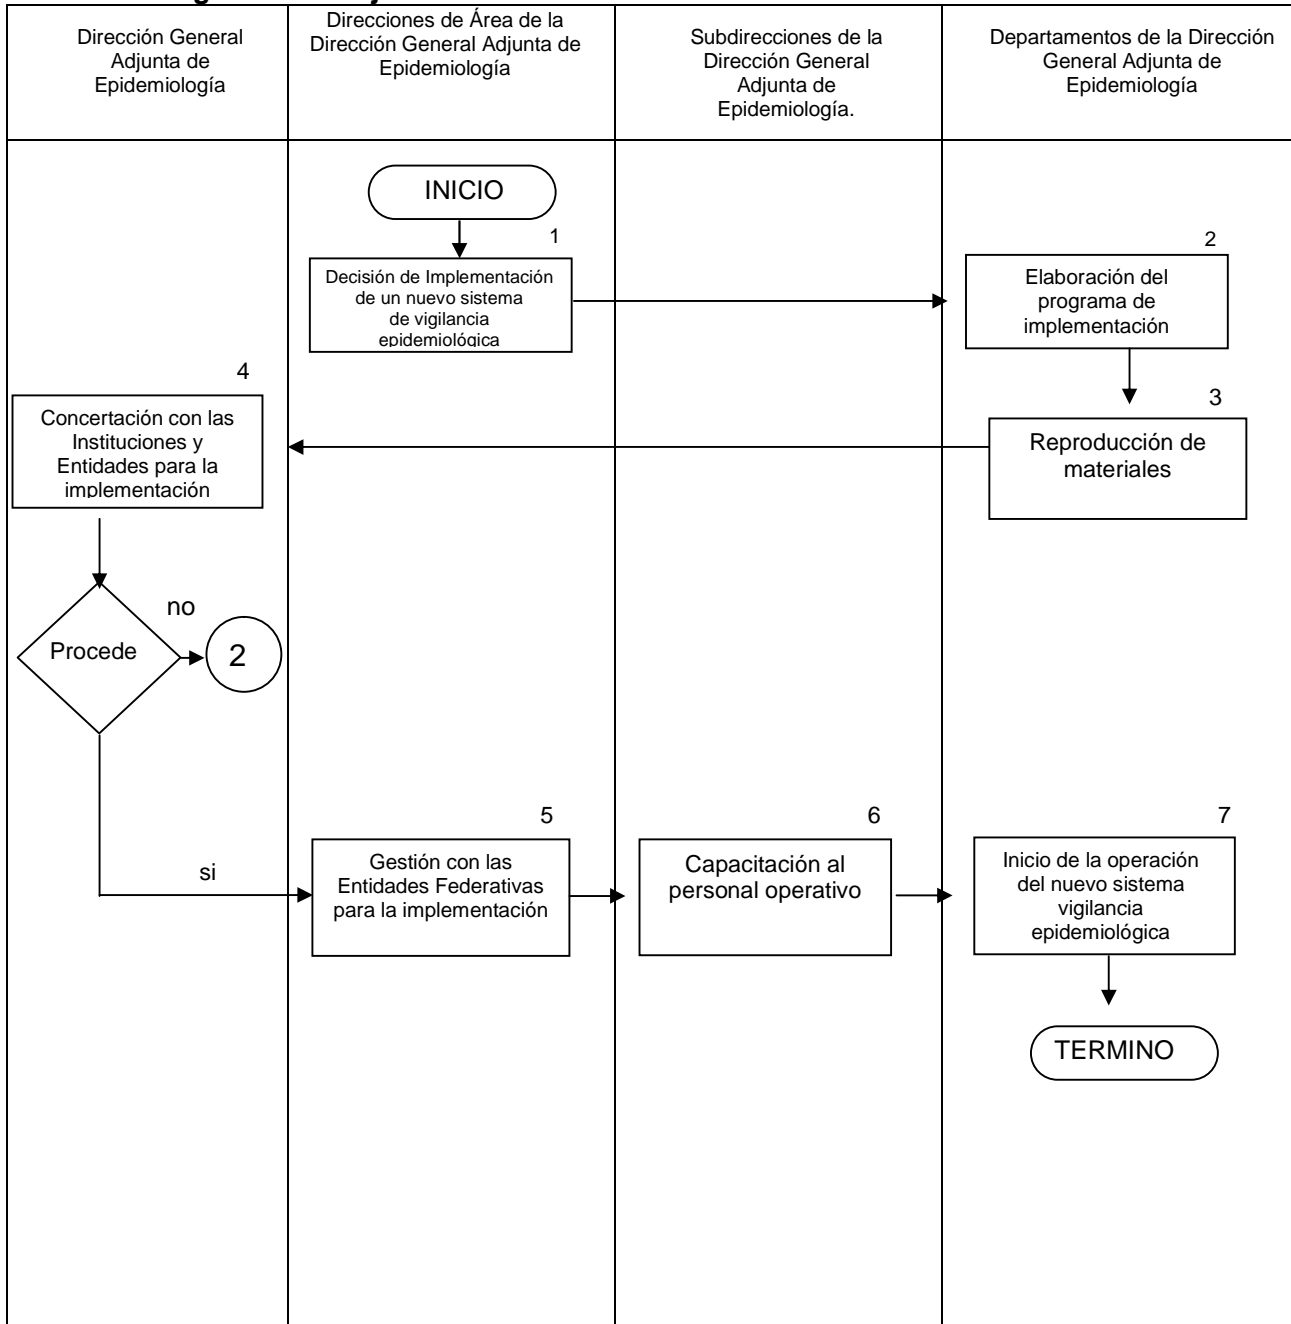 Dirección General
Adjunta de
Epidemiología
Direcciones de Área de la
Dirección General Adjunta de
Epidemiología
Subdirecciones de la
Dirección General
Adjunta de
Epidemiología.
Departamentos de la Dirección
General Adjunta de
Epidemiología
INICIO
1
Decisión de Implementación
de un nuevo sistema
de vigilancia
epidemiológica
2
Elaboración del
programa de
implementación
3
Reproducción de
materiales
4
Concertación con las
Instituciones y
Entidades para la
implementación
Procede
no
2
si
5
Gestión con las
Entidades Federativas
para la implementación
6
Capacitación al
personal operativo
7
Inicio de la operación
del nuevo sistema
vigilancia
epidemiológica
TERMINO